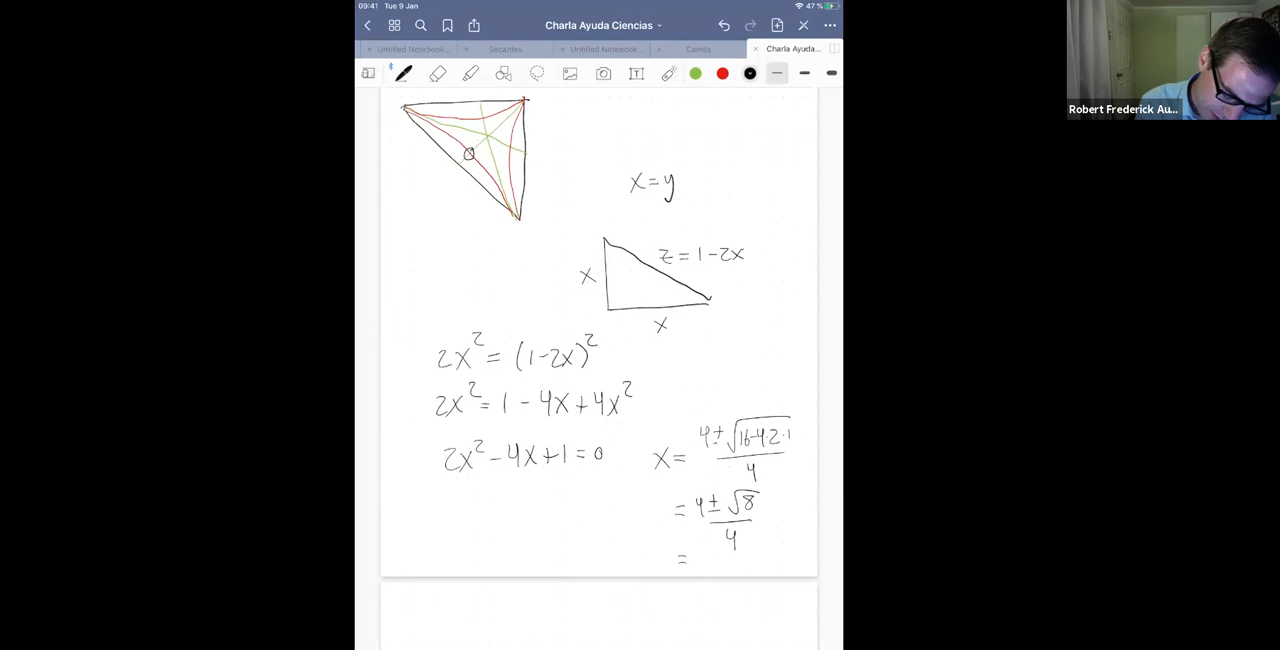 09:41 Tue 9 Jan
47 %
Charla Ayuda Ciencias
Untitled Notebook...
Secantes
Untitled Notebook...
Camila
Charla Ayuda...
Robert Frederick Au...
x = y
z = 1 - 2x
x
x
2x² = (1-2x)²
2x² = 1 - 4x + 4x²
2x² - 4x + 1 = 0
x = (4 ± √(16-4·2·1))/4
= (4 ± √8)/4
=